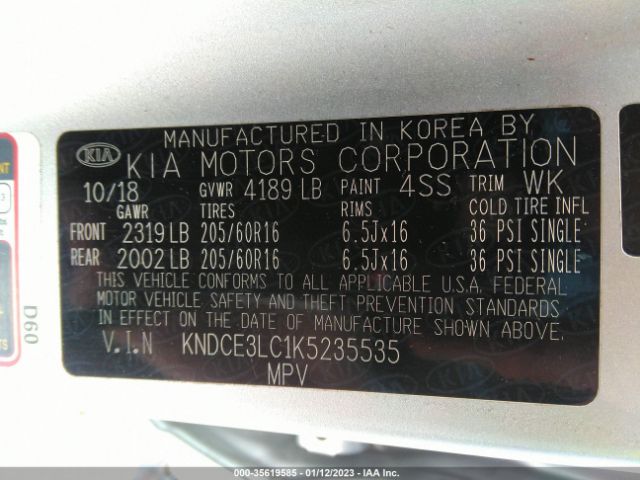 MANUFACTURED IN KOREA BY
KIA KIA MOTORS CORPORATION
10/18 GVWR 4189 LB PAINT 4SS TRIM WK
GAWR TIRES RIMS COLD TIRE INFL
FRONT 2319 LB 205/60R16 6.5Jx16 36 PSI SINGLE
REAR 2002 LB 205/60R16 6.5Jx16 36 PSI SINGLE
THIS VEHICLE CONFORMS TO ALL APPLICABLE U.S.A. FEDERAL
MOTOR VEHICLE SAFETY AND THEFT PREVENTION STANDARDS
IN EFFECT ON THE DATE OF MANUFACTURE SHOWN ABOVE.
V.I.N KNDCE3LC1K5235535
MPV
000-35619585 - 01/12/2023 - IAA Inc.